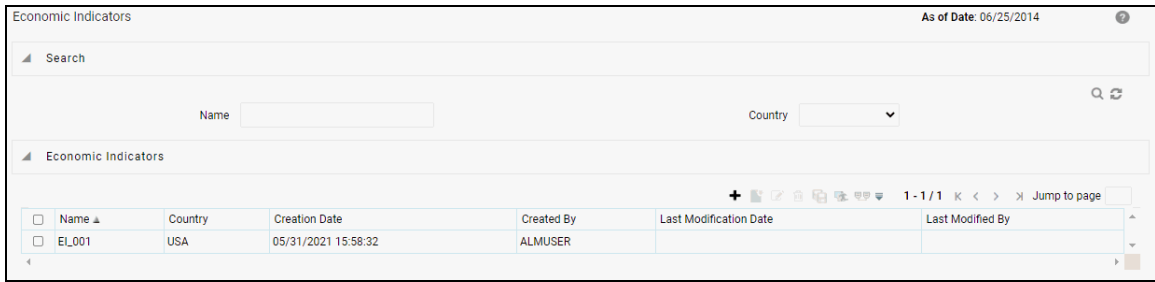 Economic Indicators As of Date: 06/25/2014 ?
Search
Name Country
Economic Indicators
1 - 1 / 1 Jump to page
Name Country Creation Date Created By Last Modification Date Last Modified By
EI_001 USA 05/31/2021 15:58:32 ALMUSER